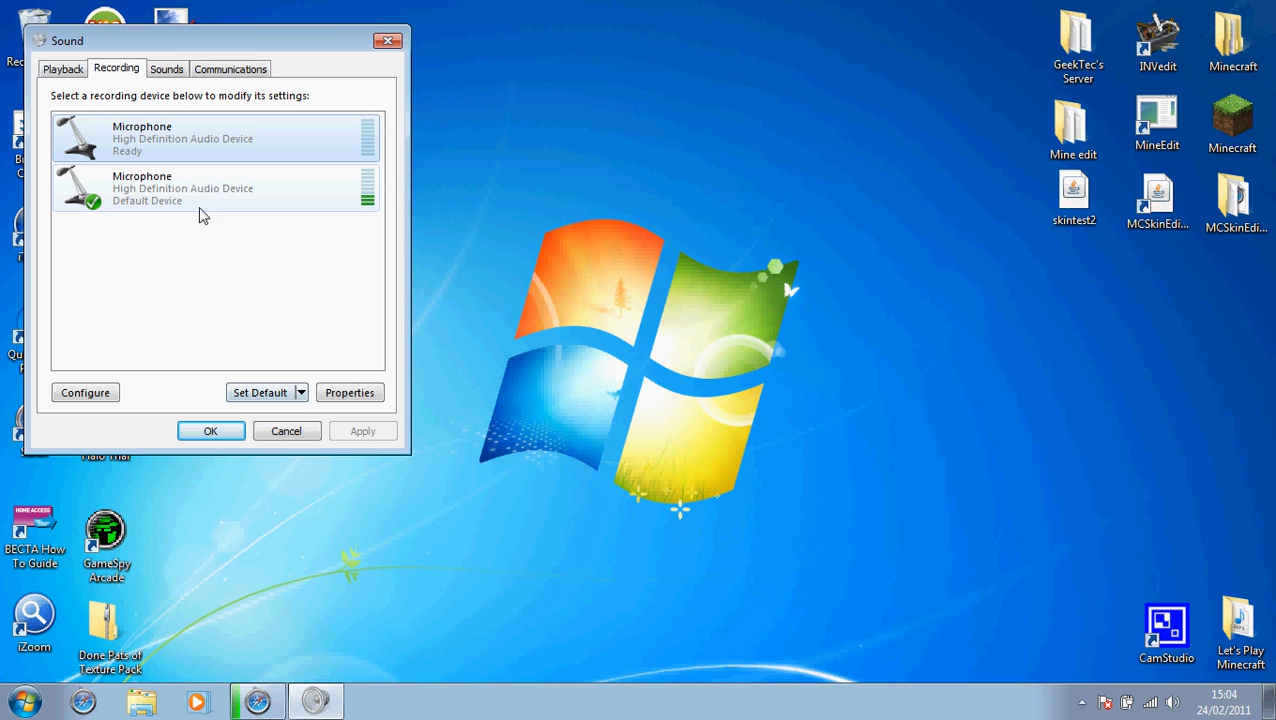 Sound
Playback
Recording
Sounds
Communications
Select a recording device below to modify its settings:
Microphone
High Definition Audio Device
Ready
Microphone
High Definition Audio Device
Default Device
Configure
Set Default
Properties
OK
Cancel
Apply
GeekTec's
Server
INVedit
Minecraft
Mine edit
MineEdit
Minecraft
skintest2
MCSkinEdi...
MCSkinEdi...
HOME ACCESS
BECTA How
To Guide
GameSpy
Arcade
iZoom
Done Pats of
Texture Pack
CamStudio
Let's Play
Minecraft
15:04
24/02/2011